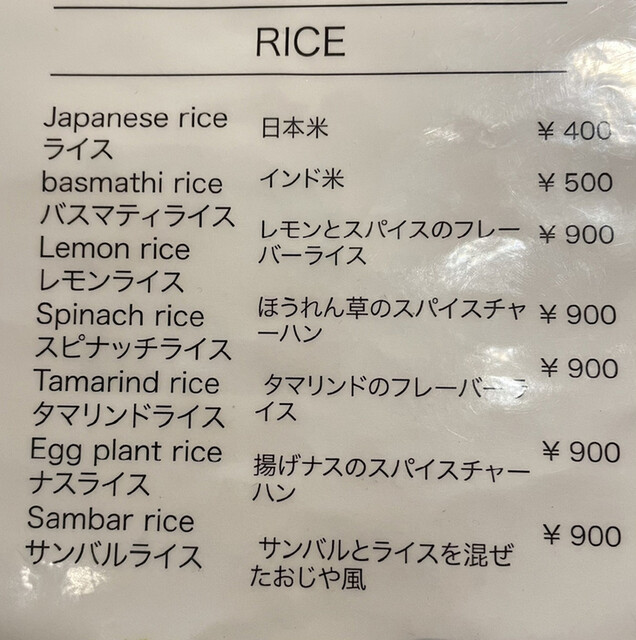 RICE
Japanese rice
ライス
日本米
¥ 400
basmathi rice
バスマティライス
インド米
¥ 500
Lemon rice
レモンライス
レモンとスパイスのフレー
バーライス
¥ 900
Spinach rice
スピナッチライス
ほうれん草のスパイスチャ
ーハン
¥ 900
Tamarind rice
タマリンドライス
タマリンドのフレーバーラ
イス
¥ 900
Egg plant rice
ナスライス
揚げナスのスパイスチャー
ハン
¥ 900
Sambar rice
サンバルライス
サンバルとライスを混ぜ
たおじや風
¥ 900